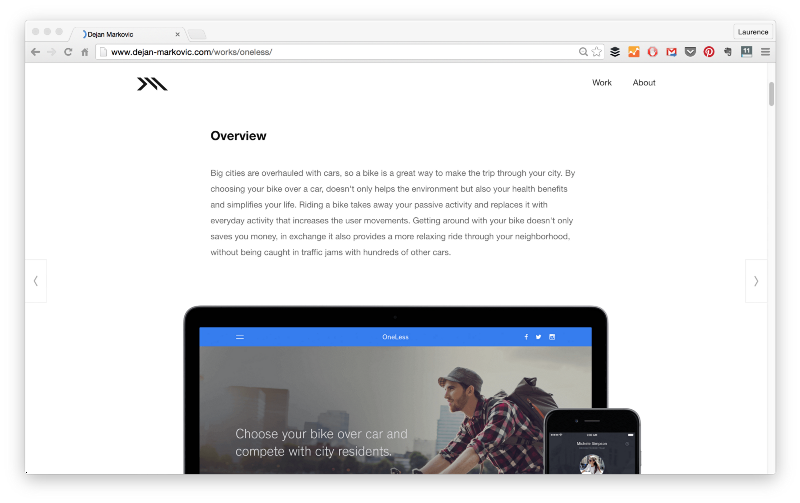 Dejan Markovic
Laurence
www.dejan-markovic.com/works/oneless/
11
Work About
Overview
Big cities are overhauled with cars, so a bike is a great way to make the trip through your city. By
choosing your bike over a car, doesn't only helps the environment but also your health benefits
and simplifies your life. Riding a bike takes away your passive activity and replaces it with
everyday activity that increases the user movements. Getting around with your bike doesn't only
saves you money, in exchange it also provides a more relaxing ride through your neighborhood,
without being caught in traffic jams with hundreds of other cars.
OneLess
Choose your bike over car and
compete with city residents.
Michele Simpson